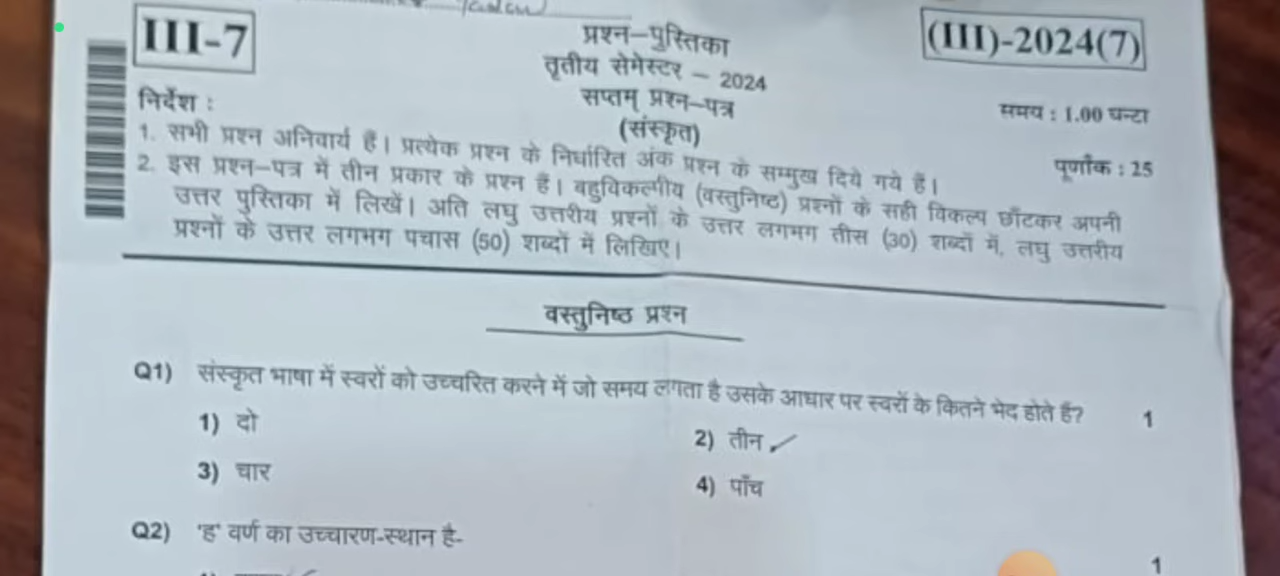 III-7
प्रश्न-पुस्तिका
(III)-2024(7)
तृतीय सेमेस्टर - 2024
सप्तम् प्रश्न-पत्र
(संस्कृत)
समय : 1.00 घन्टा
पूर्णांक : 25
निर्देश :
1. सभी प्रश्न अनिवार्य हैं। प्रत्येक प्रश्न के निर्धारित अंक प्रश्न के सम्मुख दिये गये हैं।
2. इस प्रश्न-पत्र में तीन प्रकार के प्रश्न हैं। बहुविकल्पीय (वस्तुनिष्ठ) प्रश्नों के सही विकल्प छाँटकर अपनी
उत्तर पुस्तिका में लिखें। अति लघु उत्तरीय प्रश्नों के उत्तर लगभग तीस (30) शब्दों में, लघु उत्तरीय
प्रश्नों के उत्तर लगभग पचास (50) शब्दों में लिखिए।
वस्तुनिष्ठ प्रश्न
Q1) संस्कृत भाषा में स्वरों को उच्चरित करने में जो समय लगता है उसके आधार पर स्वरों के कितने भेद होते हैं? 1
1) दो
2) तीन
3) चार
4) पाँच
Q2) 'ह' वर्ण का उच्चारण-स्थान है- 1